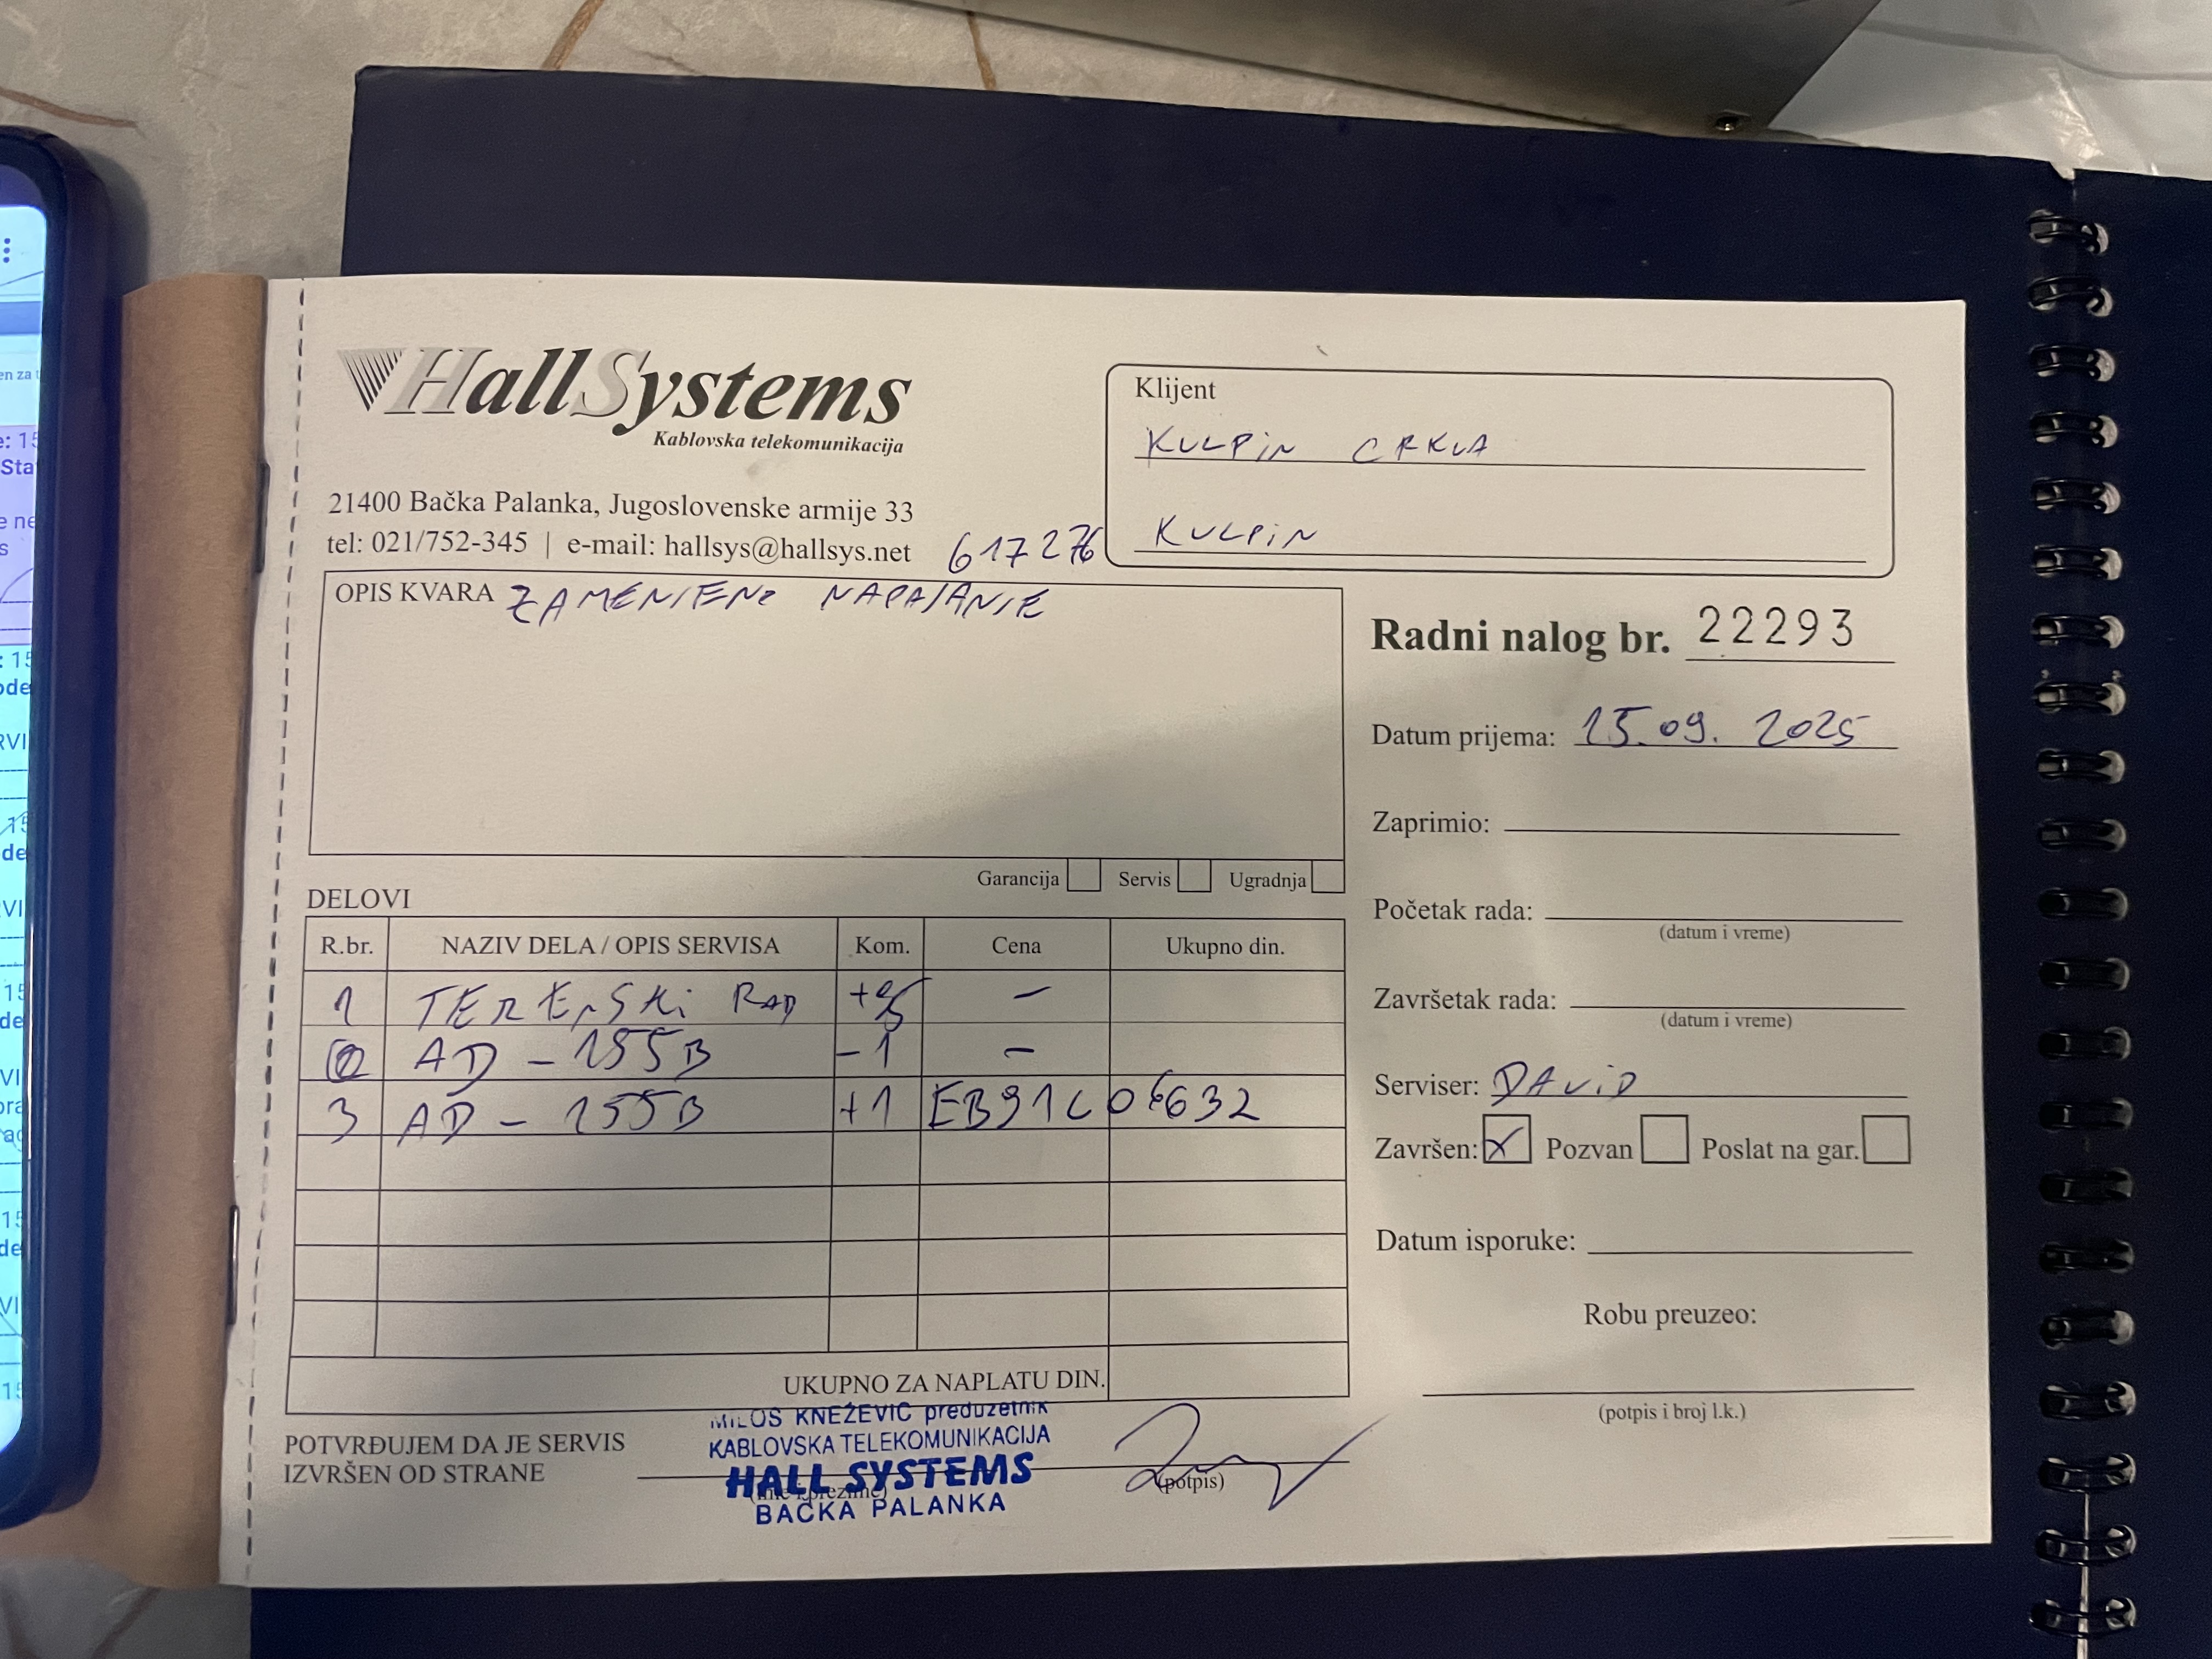 HallSystems
Kablovska telekomunikacija
21400 Bačka Palanka, Jugoslovenske armije 33
tel: 021/752-345 | e-mail: hallsys@hallsys.net
617276
Klijent
KULPiN CRKVA
KULPiN
OPIS KVARA ZAMENJENO NAPAJANJE
Garancija Servis Ugradnja
Radni nalog br. 22293
Datum prijema: 15.09. 2025
Zaprimio:
Početak rada:
(datum i vreme)
Završetak rada:
(datum i vreme)
Serviser: DAViD
Završen: X Pozvan Poslat na gar.
Datum isporuke:
Robu preuzeo:
(potpis i broj l.k.)
DELOVI
R.br. NAZIV DELA / OPIS SERVISA Kom. Cena Ukupno din.
1 TERENSKi RAD –
2 AD - 155B -1 –
3 AD - 155B +1 EB91C06632
UKUPNO ZA NAPLATU DIN.
POTVRĐUJEM DA JE SERVIS
IZVRŠEN OD STRANE
MILOŠ KNEŽEVIĆ preduzetnik
KABLOVSKA TELEKOMUNIKACIJA
HALL SYSTEMS
BAČKA PALANKA
(ime i prezime)
(potpis)